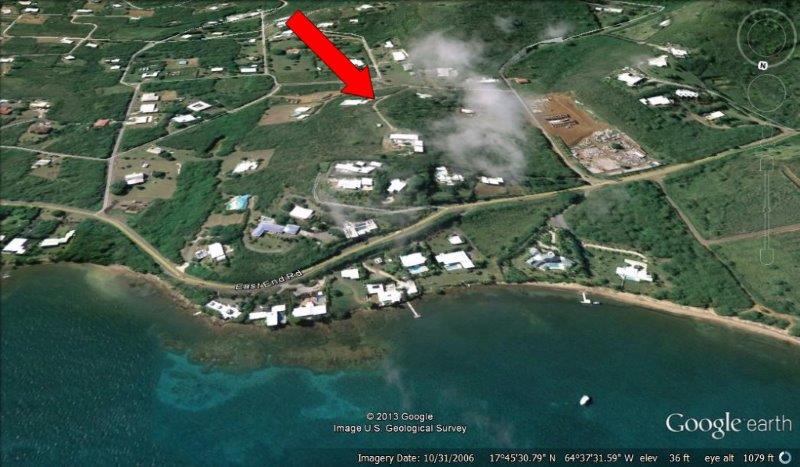 N
East End Rd
© 2013 Google
Image U.S. Geological Survey
Google earth
Imagery Date: 10/31/2006 17°45'30.79" N 64°37'31.59" W elev 36 ft eye alt 1079 ft